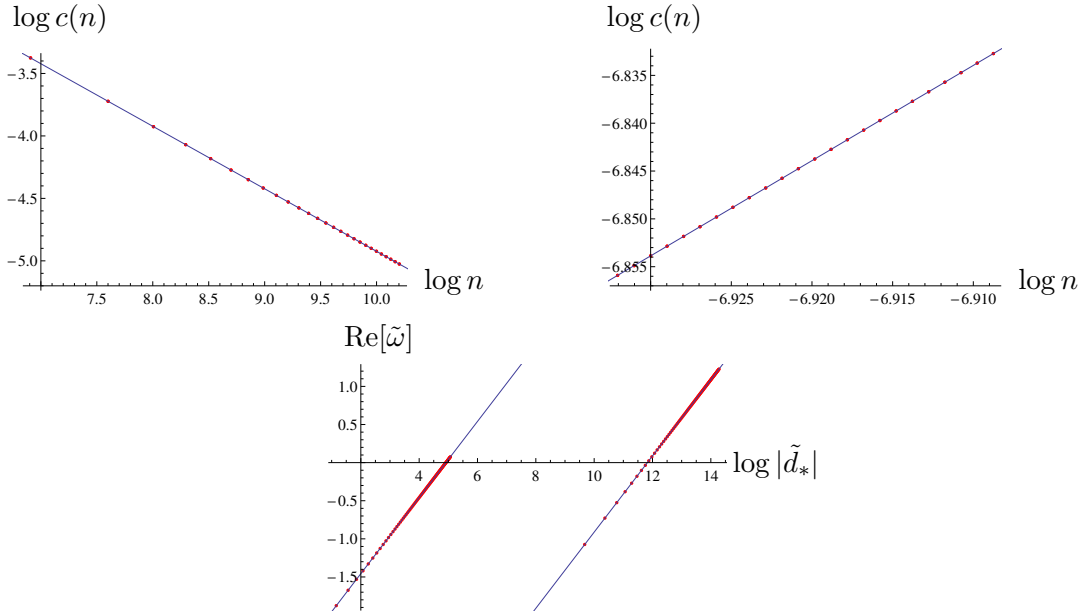 log c(n) log c(n)
−3.5 −6.835
−4.0 −6.840
−4.5 −6.845
−5.0 −6.850
−6.855
7.5 8.0 8.5 9.0 9.5 10.0 log n
−6.925 −6.920 −6.915 −6.910 log n
Re[ω̃]
1.0
0.5
4 6 8 10 12 14 log |d̃*|
−0.5
−1.0
−1.5